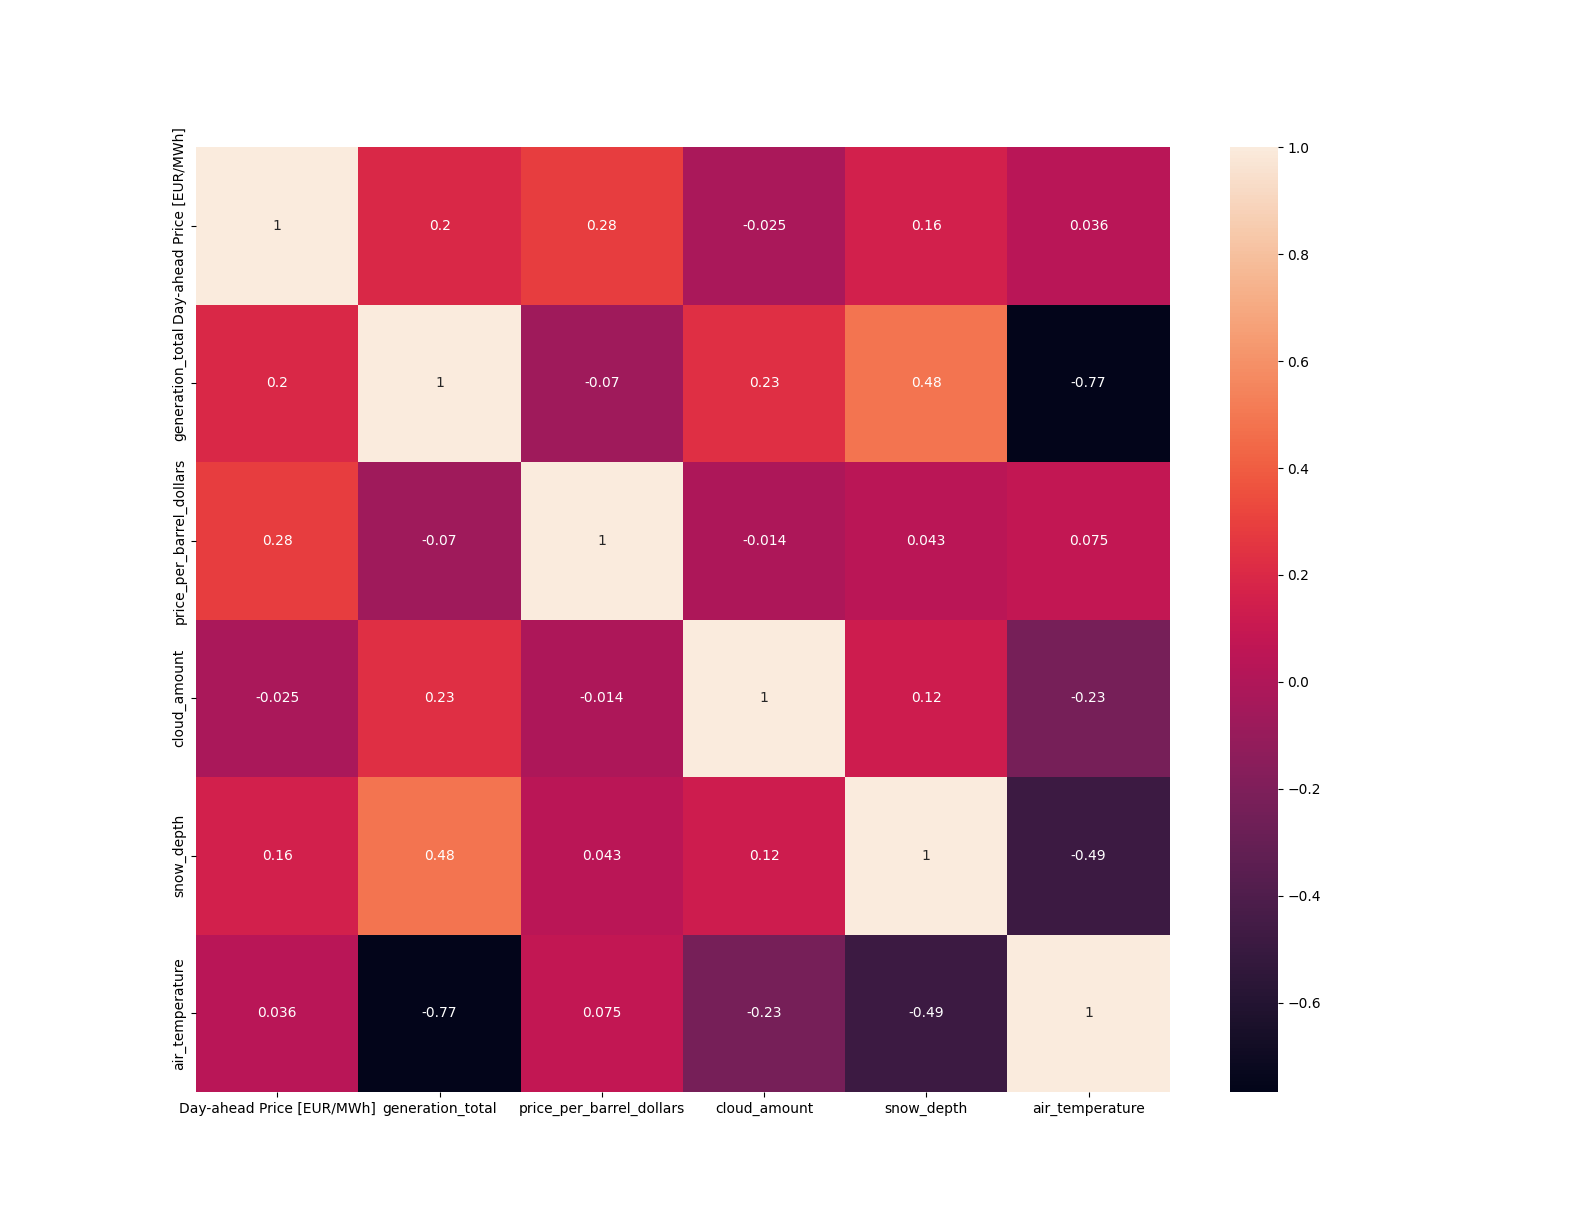 Day-ahead Price [EUR/MWh]
1 0.2 0.28 -0.025 0.16 0.036
generation_total
0.2 1 -0.07 0.23 0.48 -0.77
price_per_barrel_dollars
0.28 -0.07 1 -0.014 0.043 0.075
cloud_amount
-0.025 0.23 -0.014 1 0.12 -0.23
snow_depth
0.16 0.48 0.043 0.12 1 -0.49
air_temperature
0.036 -0.77 0.075 -0.23 -0.49 1
Day-ahead Price [EUR/MWh] generation_total price_per_barrel_dollars cloud_amount snow_depth air_temperature
1.0
0.8
0.6
0.4
0.2
0.0
−0.2
−0.4
−0.6